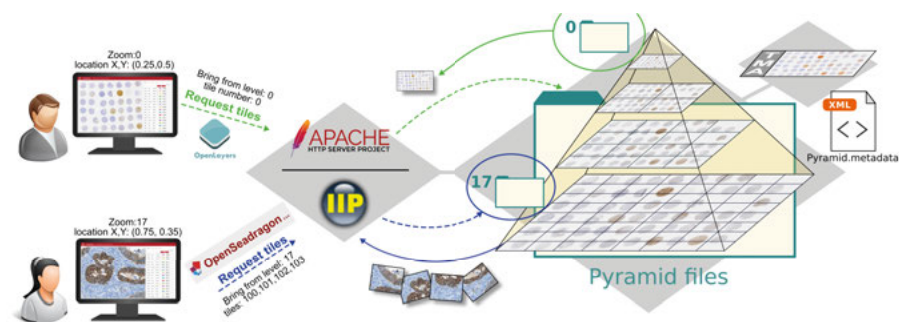 Zoom:0
location X,Y: (0.25,0.5)
Bring from level: 0
tile number: 0
Request tiles
OpenLayers
APACHE
HTTP SERVER PROJECT
IIP
0
17
TMA
XML
< >
Pyramid.metadata
Zoom:17
location X,Y: (0.75, 0.35)
OpenSeadragon
Request tiles
Bring from level: 17
tiles: 100,101,102,103
Pyramid files